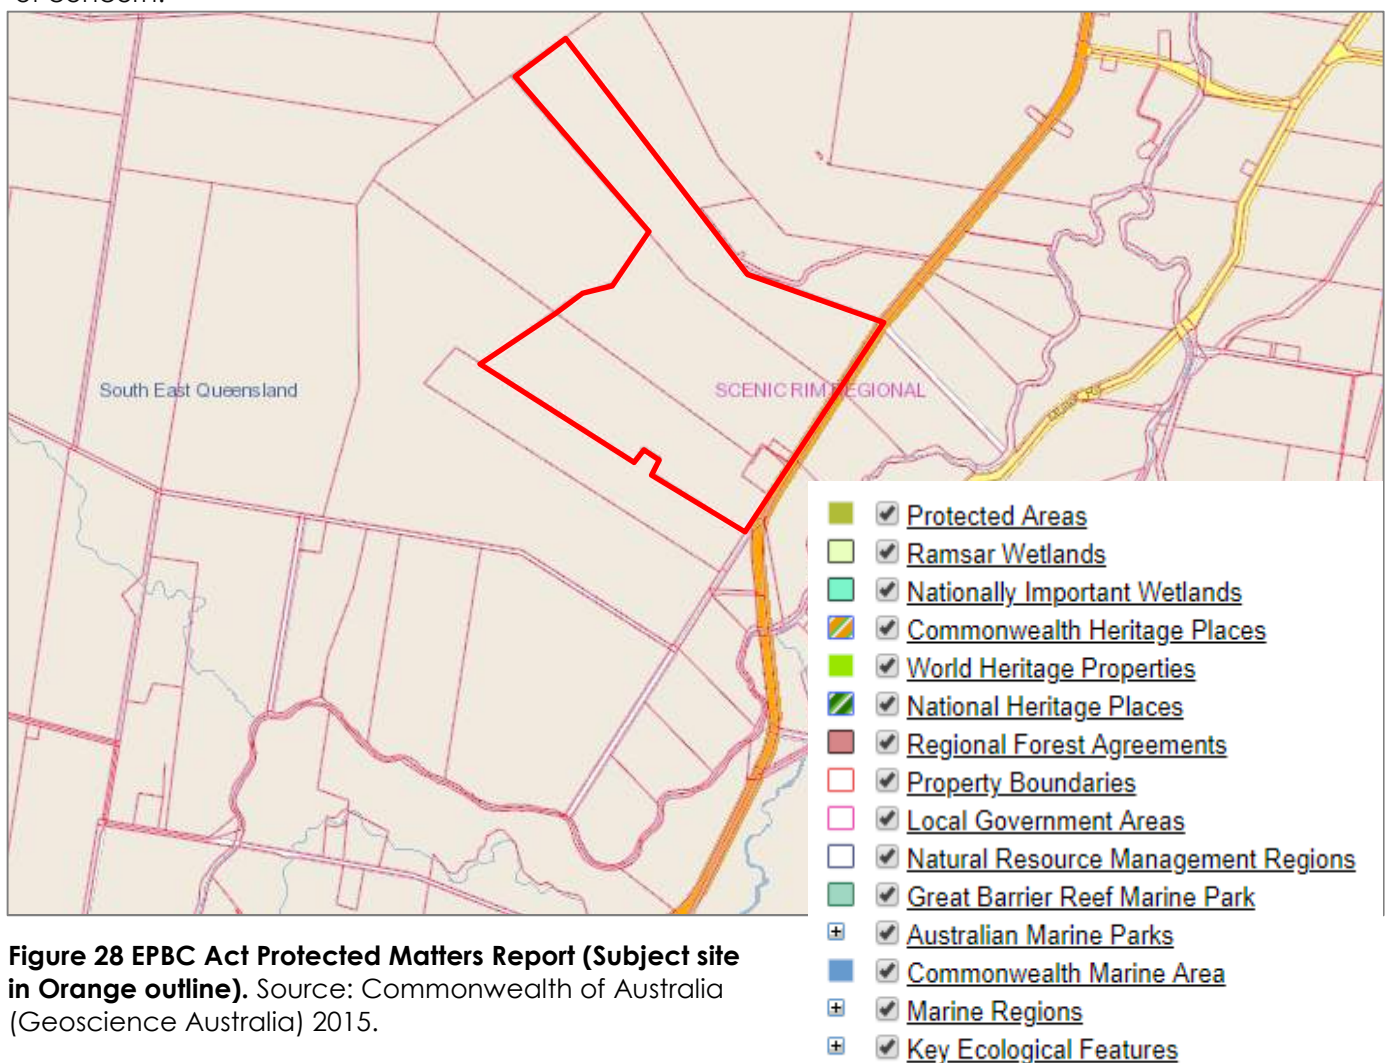 of concern.
South East Queensland
SCENIC RIM REGIONAL
Protected Areas
Ramsar Wetlands
Nationally Important Wetlands
Commonwealth Heritage Places
World Heritage Properties
National Heritage Places
Regional Forest Agreements
Property Boundaries
Local Government Areas
Natural Resource Management Regions
Great Barrier Reef Marine Park
Australian Marine Parks
Commonwealth Marine Area
Marine Regions
Key Ecological Features
Figure 28 EPBC Act Protected Matters Report (Subject site
in Orange outline). Source: Commonwealth of Australia
(Geoscience Australia) 2015.